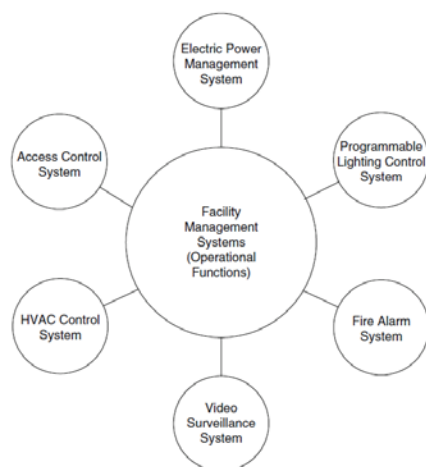 Electric Power
Management
System
Access Control
System
Programmable
Lighting Control
System
Facility
Management
Systems
(Operational
Functions)
HVAC Control
System
Fire Alarm
System
Video
Surveillance
System